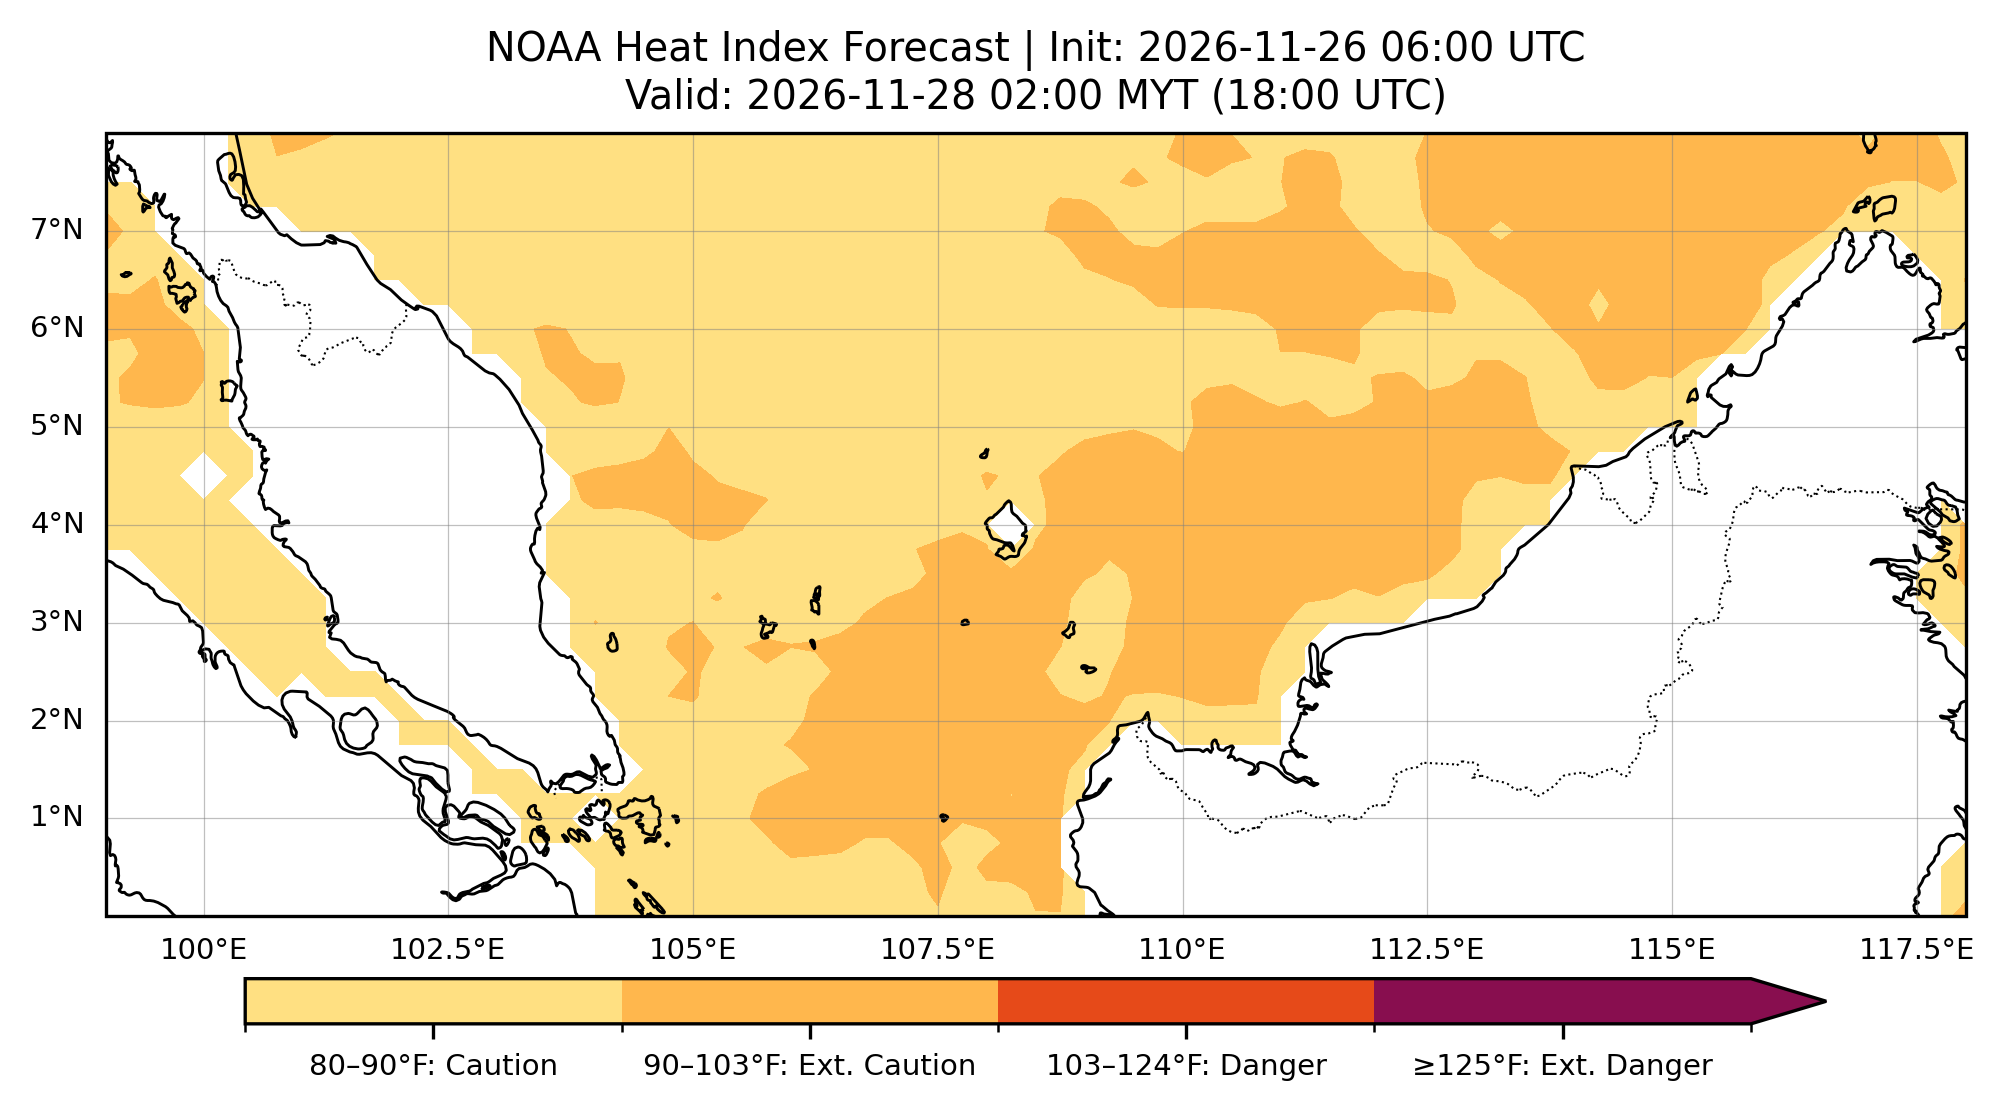 NOAA Heat Index Forecast | Init: 2026-11-26 06:00 UTC
Valid: 2026-11-28 02:00 MYT (18:00 UTC)
7°N
6°N
5°N
4°N
3°N
2°N
1°N
100°E
102.5°E
105°E
107.5°E
110°E
112.5°E
115°E
117.5°E
80–90°F: Caution
90–103°F: Ext. Caution
103–124°F: Danger
≥125°F: Ext. Danger